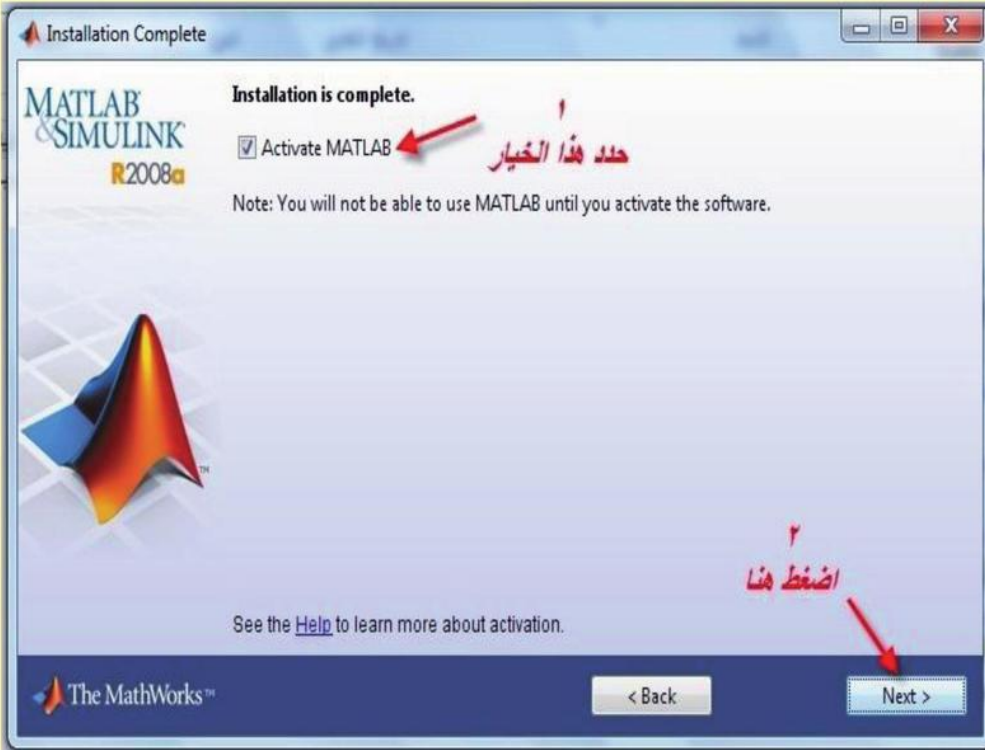 Installation Complete
MATLAB
&SIMULINK
R2008a
Installation is complete.
١
Activate MATLAB
حدد هذا الخيار
Note: You will not be able to use MATLAB until you activate the software.
TM
٢
اضغط هنا
See the Help to learn more about activation.
The MathWorks™
< Back
Next >